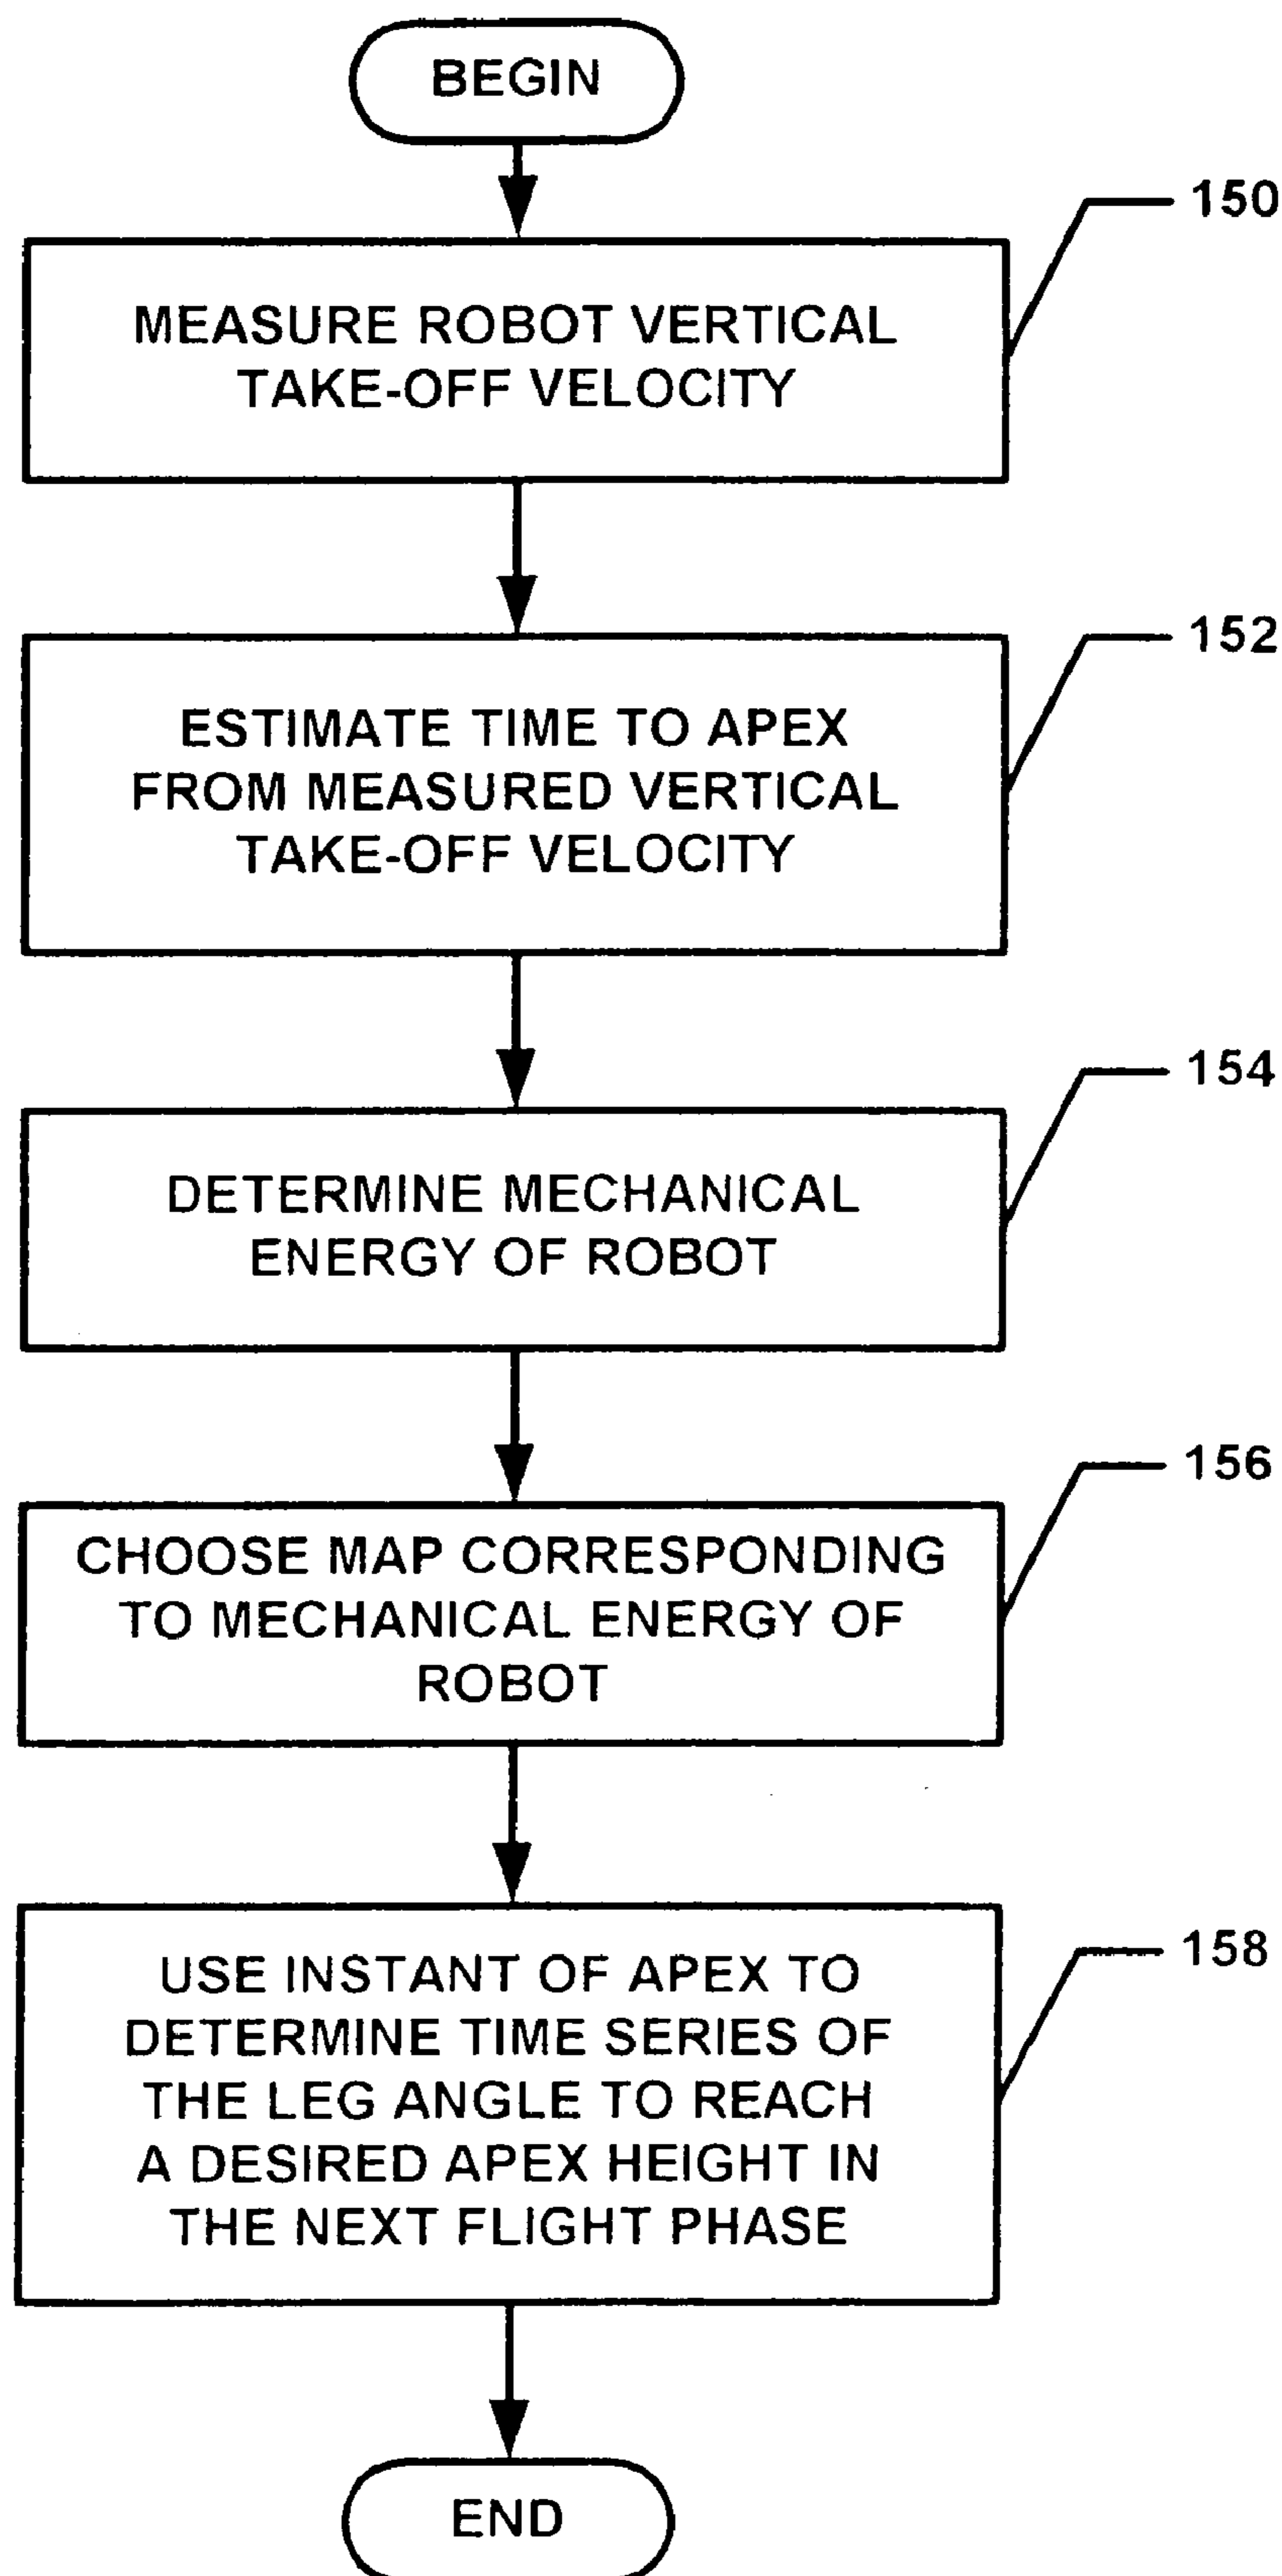 BEGIN
150
MEASURE ROBOT VERTICAL
TAKE-OFF VELOCITY
152
ESTIMATE TIME TO APEX
FROM MEASURED VERTICAL
TAKE-OFF VELOCITY
154
DETERMINE MECHANICAL
ENERGY OF ROBOT
156
CHOOSE MAP CORRESPONDING
TO MECHANICAL ENERGY OF
ROBOT
158
USE INSTANT OF APEX TO
DETERMINE TIME SERIES OF
THE LEG ANGLE TO REACH
A DESIRED APEX HEIGHT IN
THE NEXT FLIGHT PHASE
END